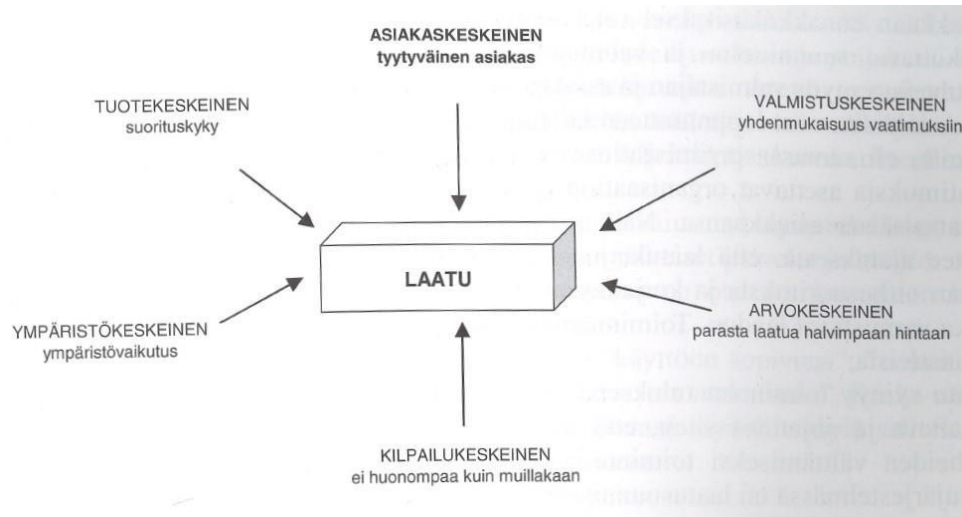 ASIAKASKESKEINEN
tyytyväinen asiakas
TUOTEKESKEINEN
suorituskyky
VALMISTUSKESKEINEN
yhdenmukaisuus vaatimuksiin
LAATU
YMPÄRISTÖKESKEINEN
ympäristövaikutus
ARVOKESKEINEN
parasta laatua halvimpaan hintaan
KILPAILUKESKEINEN
ei huonompaa kuin muillakaan